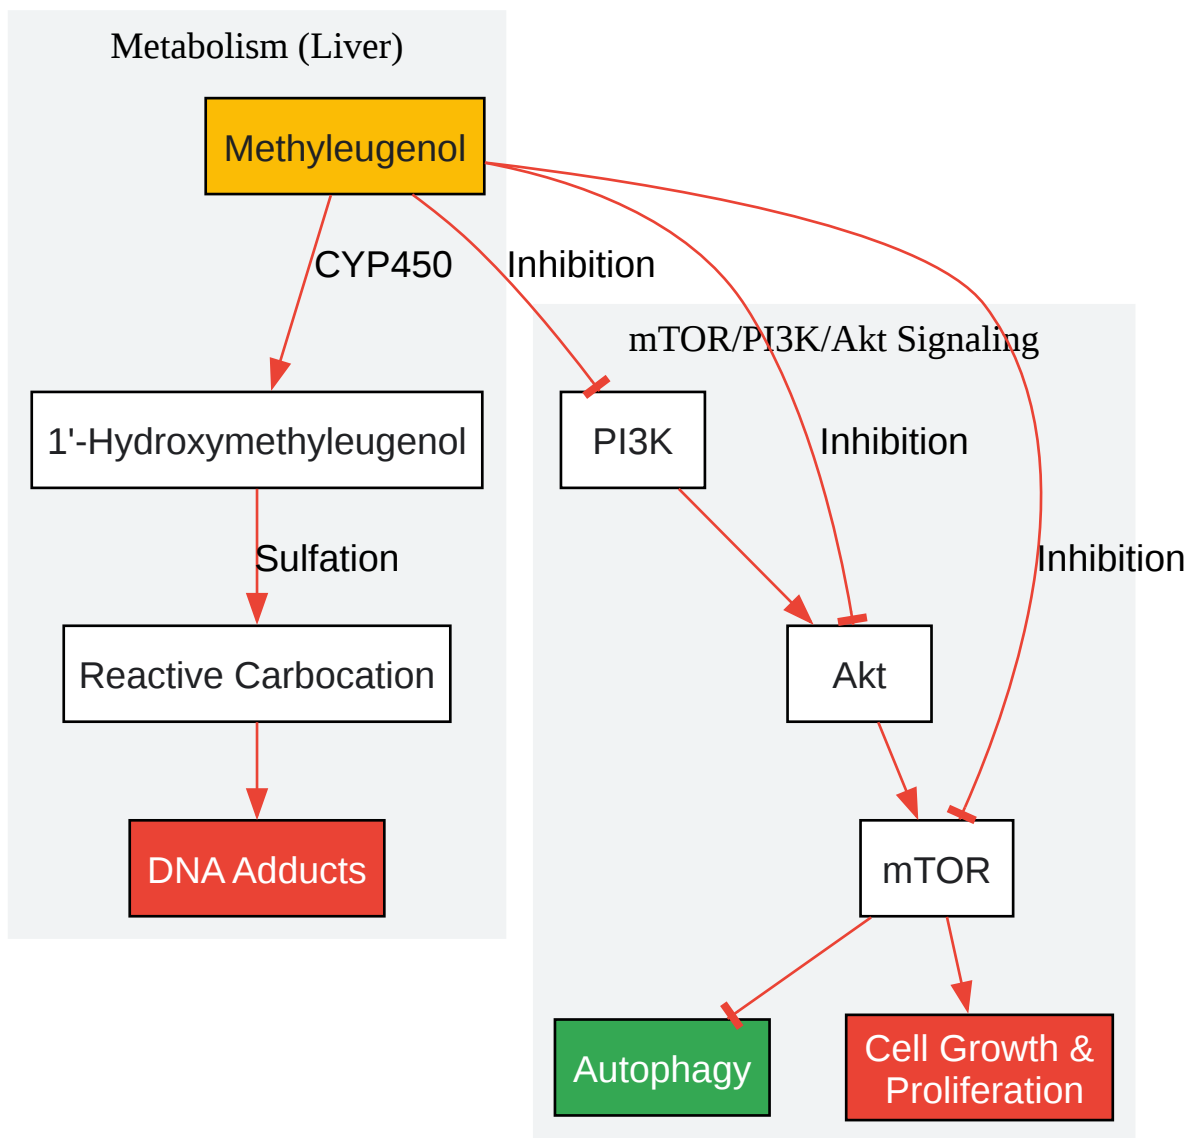 Metabolism (Liver)
Methyleugenol
CYP450
Inhibition
mTOR/PI3K/Akt Signaling
1'-Hydroxymethyleugenol
PI3K
Inhibition
Sulfation
Inhibition
Reactive Carbocation
Akt
DNA Adducts
mTOR
Autophagy
Cell Growth &
Proliferation